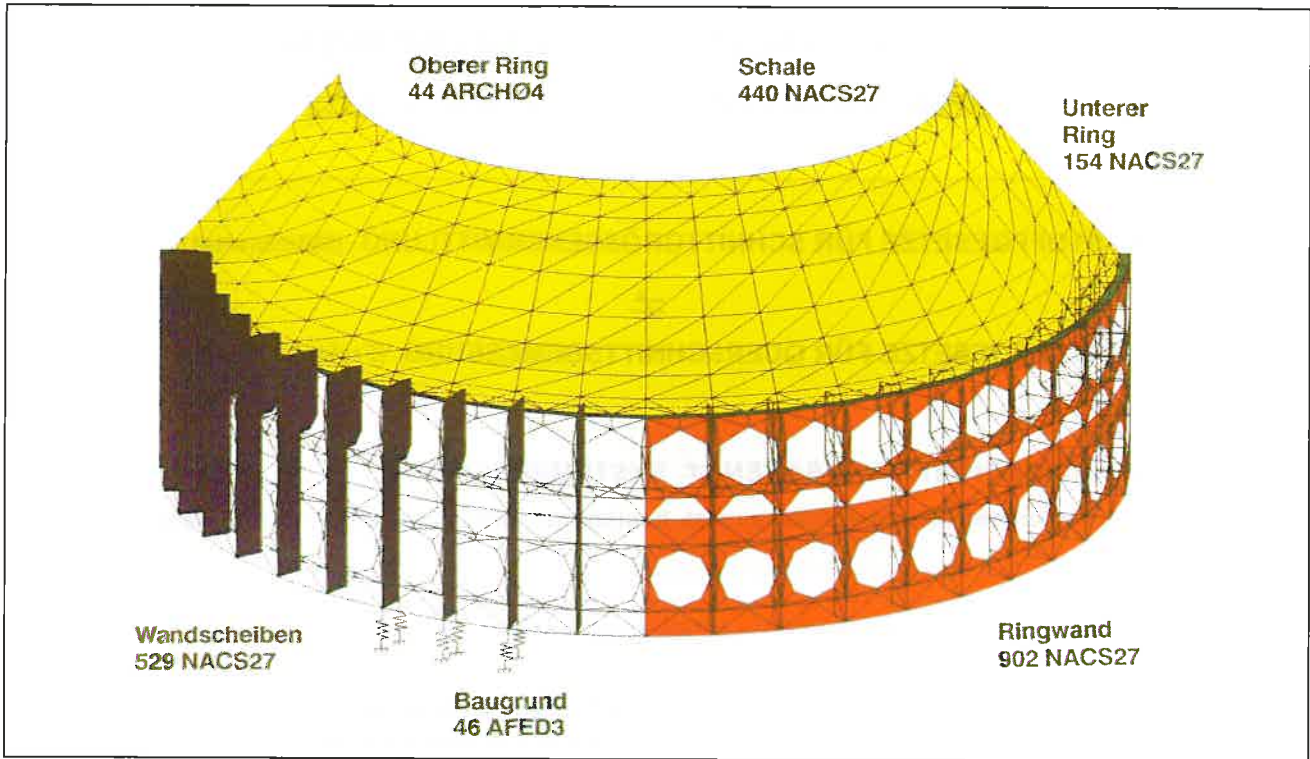 Oberer Ring
44 ARCHØ4
Schale
440 NACS27
Unterer
Ring
154 NACS27
Wandscheiben
529 NACS27
Ringwand
902 NACS27
Baugrund
46 AFED3